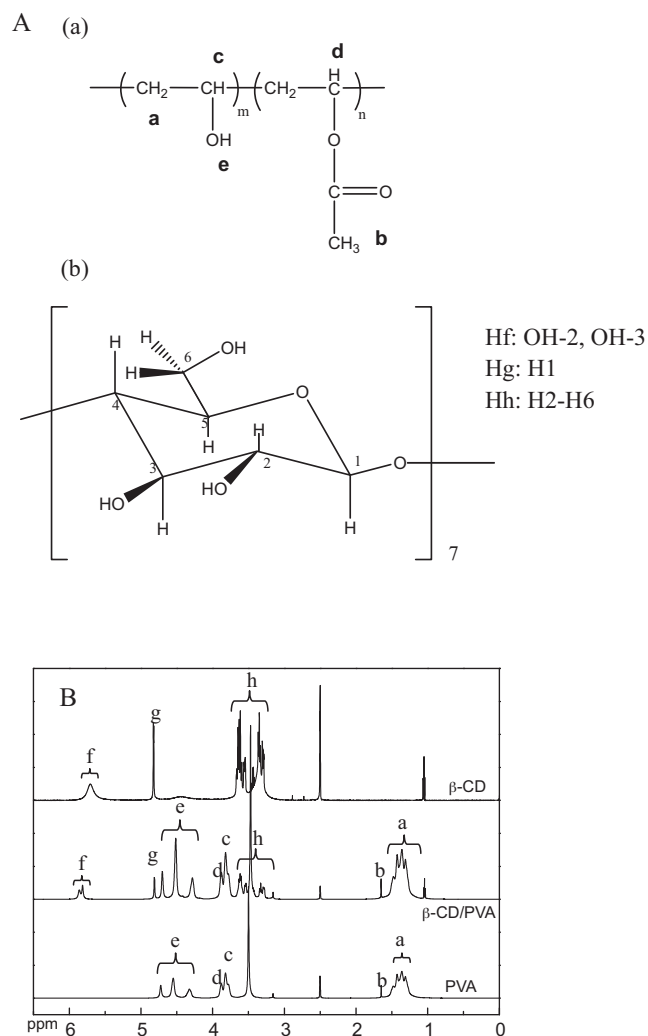 A (a)
c d
CH2 CH CH2 H
m n
a OH O
e
C O
CH3 b
(b)
H H OH
6
H
4 5 O
H H
3 2 1 O
HO HO
H H
7
Hf: OH-2, OH-3
Hg: H1
Hh: H2-H6
B
h
g
f
β-CD
e c h a
f g d b
β-CD/PVA
e c a
d b
PVA
ppm 6 5 4 3 2 1 0